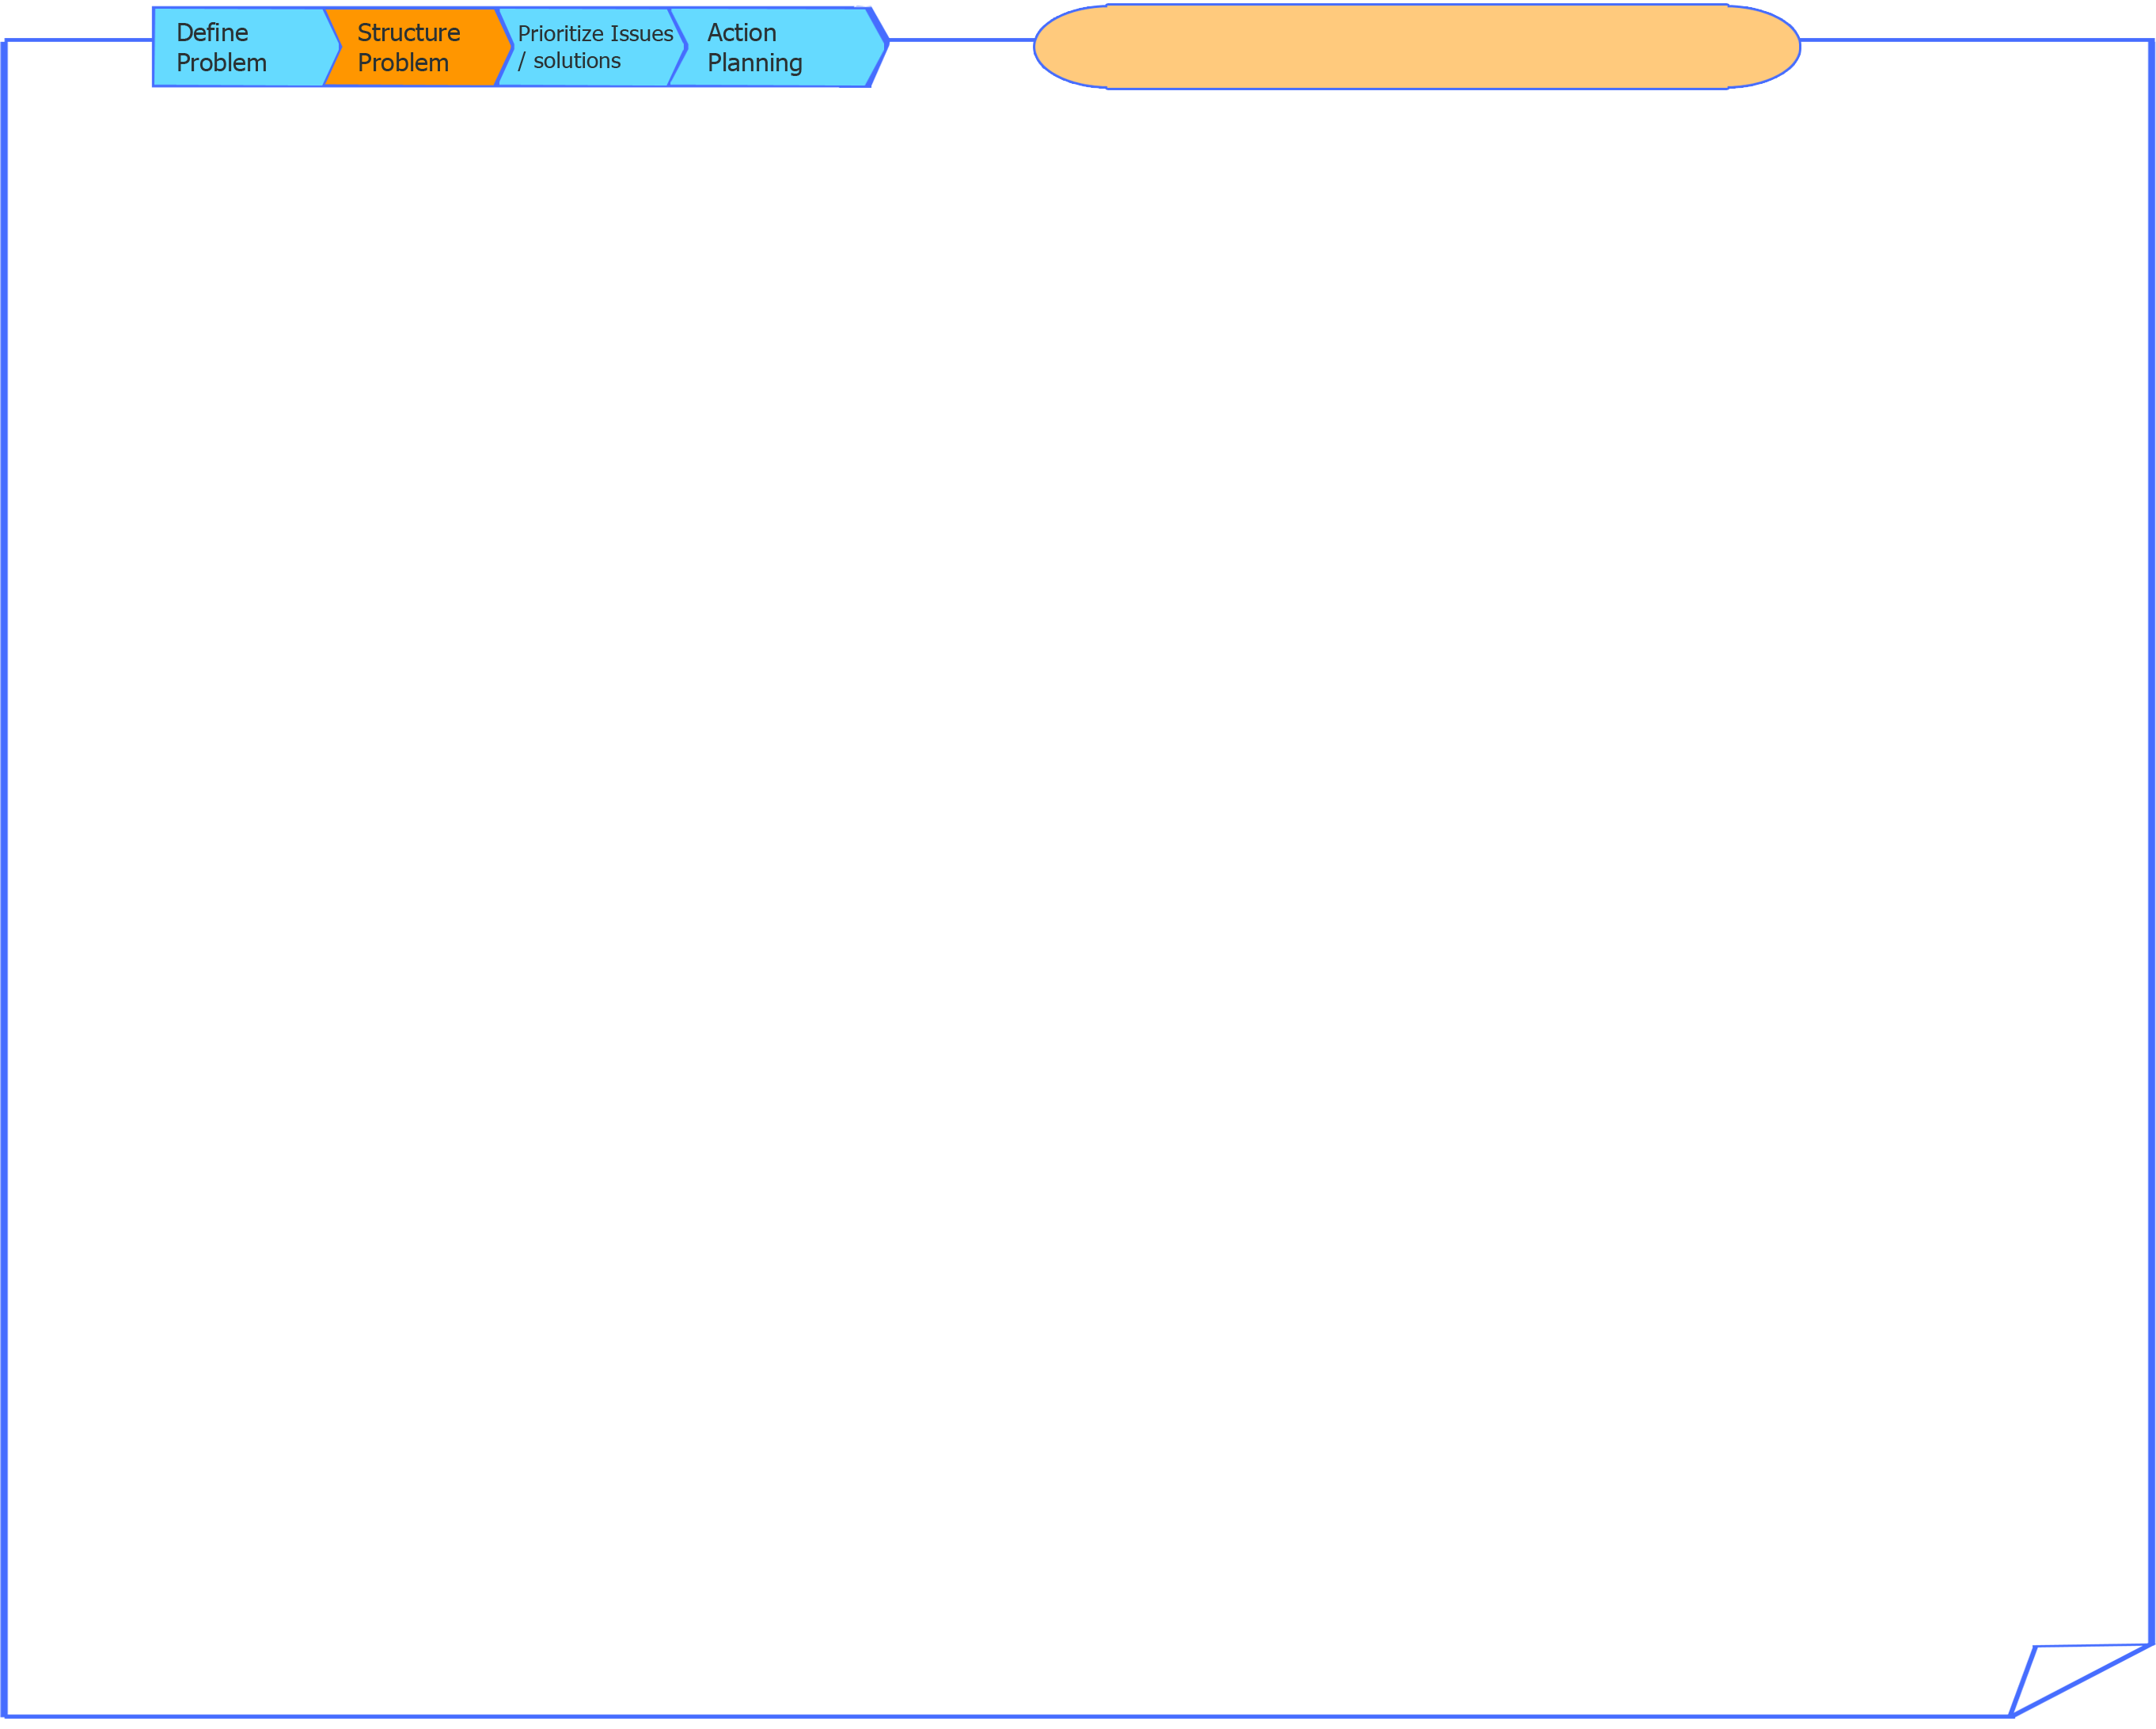 Define
Problem
Structure
Problem
Prioritize Issues
/ solutions
Action
Planning